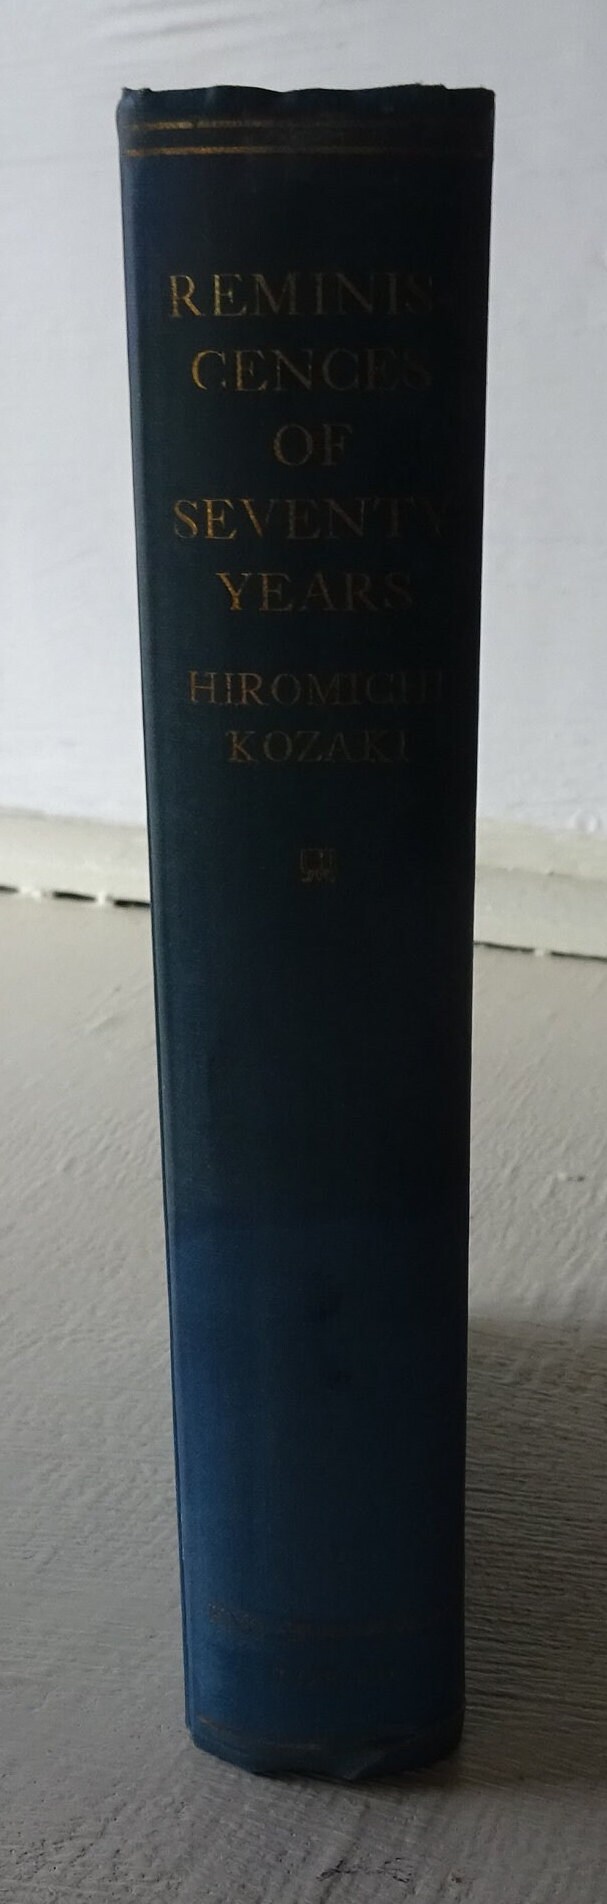 REMINIS
CENCES
OF
SEVENTY
YEARS
HIROMICHI
KOZAKI